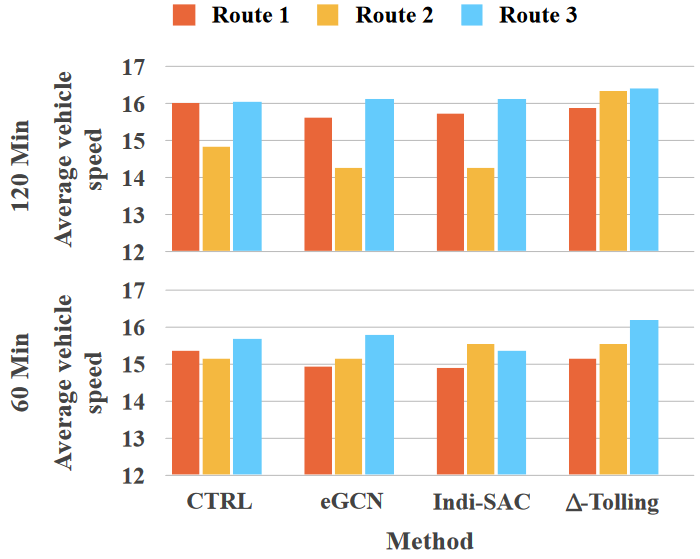 Route 1 Route 2 Route 3
120 Min
Average vehicle
speed
17
16
15
14
13
12
60 Min
Average vehicle
speed
17
16
15
14
13
12
CTRL eGCN Indi-SAC Δ-Tolling
Method